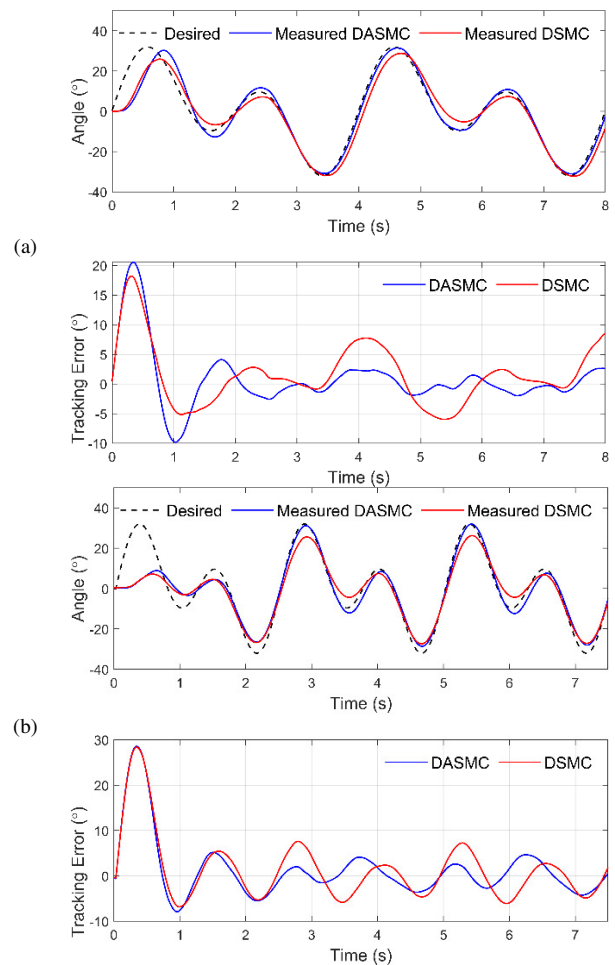 Desired Measured DASMC Measured DSMC
Angle (°)
40
20
0
-20
-40
0 1 2 3 4 5 6 7 8
Time (s)
(a)
DASMC DSMC
Tracking Error (°)
20
15
10
5
0
-5
-10
0 1 2 3 4 5 6 7 8
Time (s)
Desired Measured DASMC Measured DSMC
Angle (°)
40
20
0
-20
-40
0 1 2 3 4 5 6 7
Time (s)
(b)
DASMC DSMC
Tracking Error (°)
30
20
10
0
-10
0 1 2 3 4 5 6 7
Time (s)